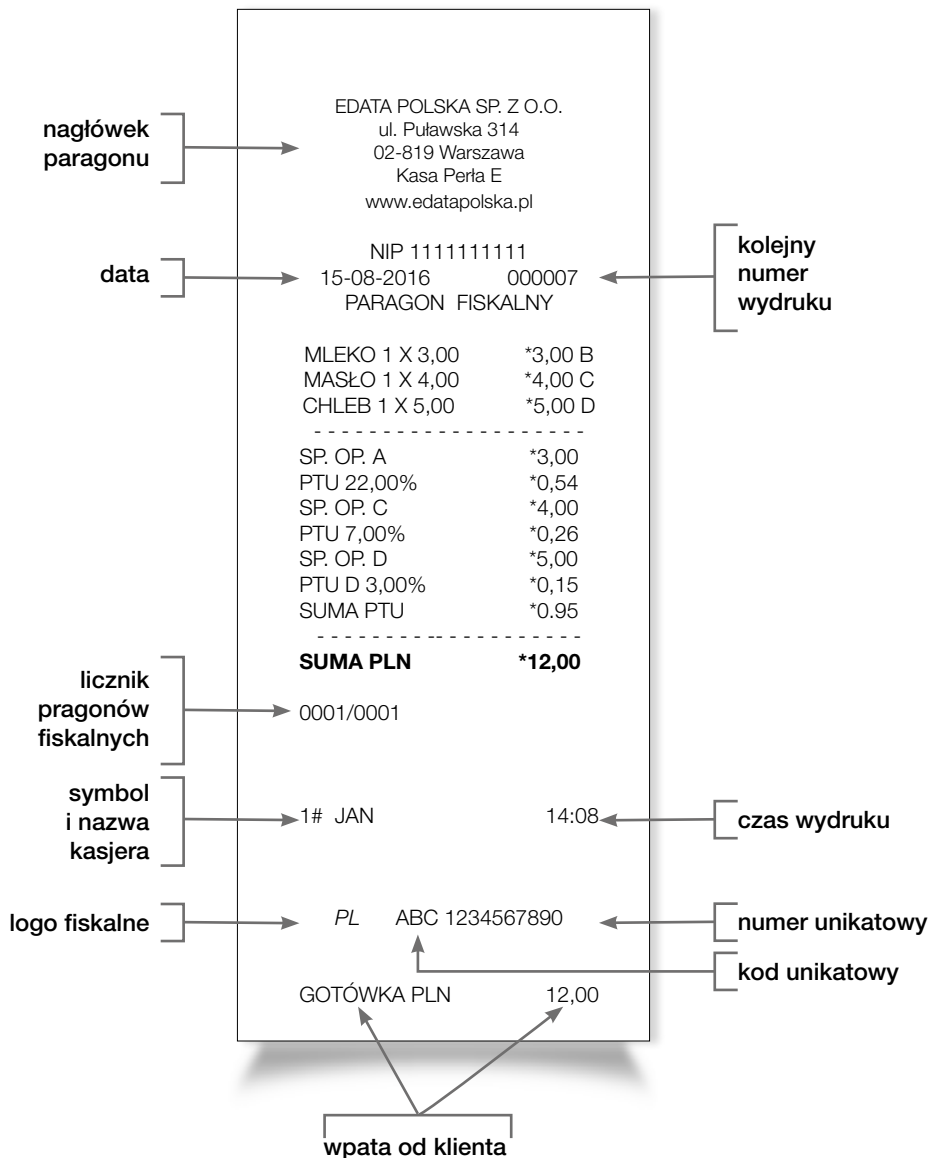 EDATA POLSKA SP. Z O.O.
ul. Puławska 314
02-819 Warszawa
Kasa Perła E
www.edatapolska.pl
nagłówek
paragonu
NIP 1111111111
data
15-08-2016 000007
kolejny
numer
wydruku
PARAGON FISKALNY
MLEKO 1 X 3,00 *3,00 B
MASŁO 1 X 4,00 *4,00 C
CHLEB 1 X 5,00 *5,00 D
- - - - - - - - - - - - - - - - - - - -
SP. OP. A *3,00
PTU 22,00% *0,54
SP. OP. C *4,00
PTU 7,00% *0,26
SP. OP. D *5,00
PTU D 3,00% *0,15
SUMA PTU *0.95
- - - - - - - - -- - - - - - - - - - - -
SUMA PLN *12,00
licznik
pragonów
fiskalnych
0001/0001
symbol
i nazwa
kasjera
1# JAN 14:08
czas wydruku
logo fiskalne
PL ABC 1234567890
numer unikatowy
kod unikatowy
GOTÓWKA PLN 12,00
wpata od klienta